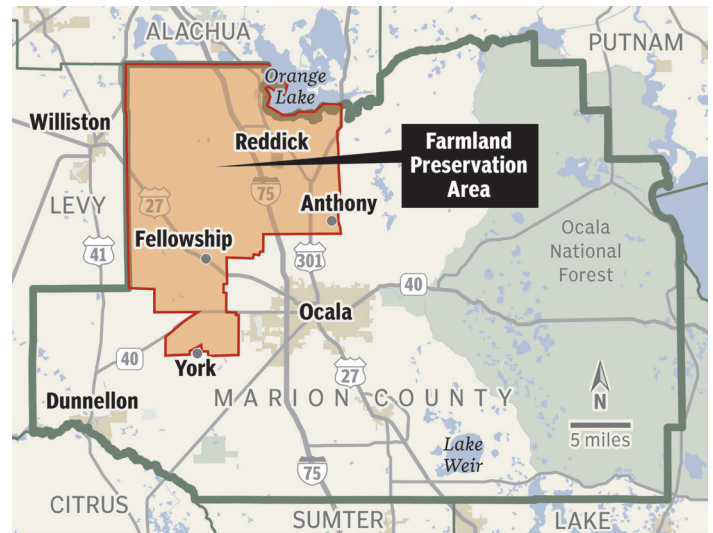 ALACHUA
PUTNAM
Orange
Lake
Williston
Reddick
Farmland
Preservation
Area
LEVY
27
75
Anthony
Fellowship
41
301
Ocala
National
Forest
40
Ocala
40
York
27
N
5 miles
Dunnellon
MARION COUNTY
Lake
Weir
75
CITRUS
SUMTER
LAKE